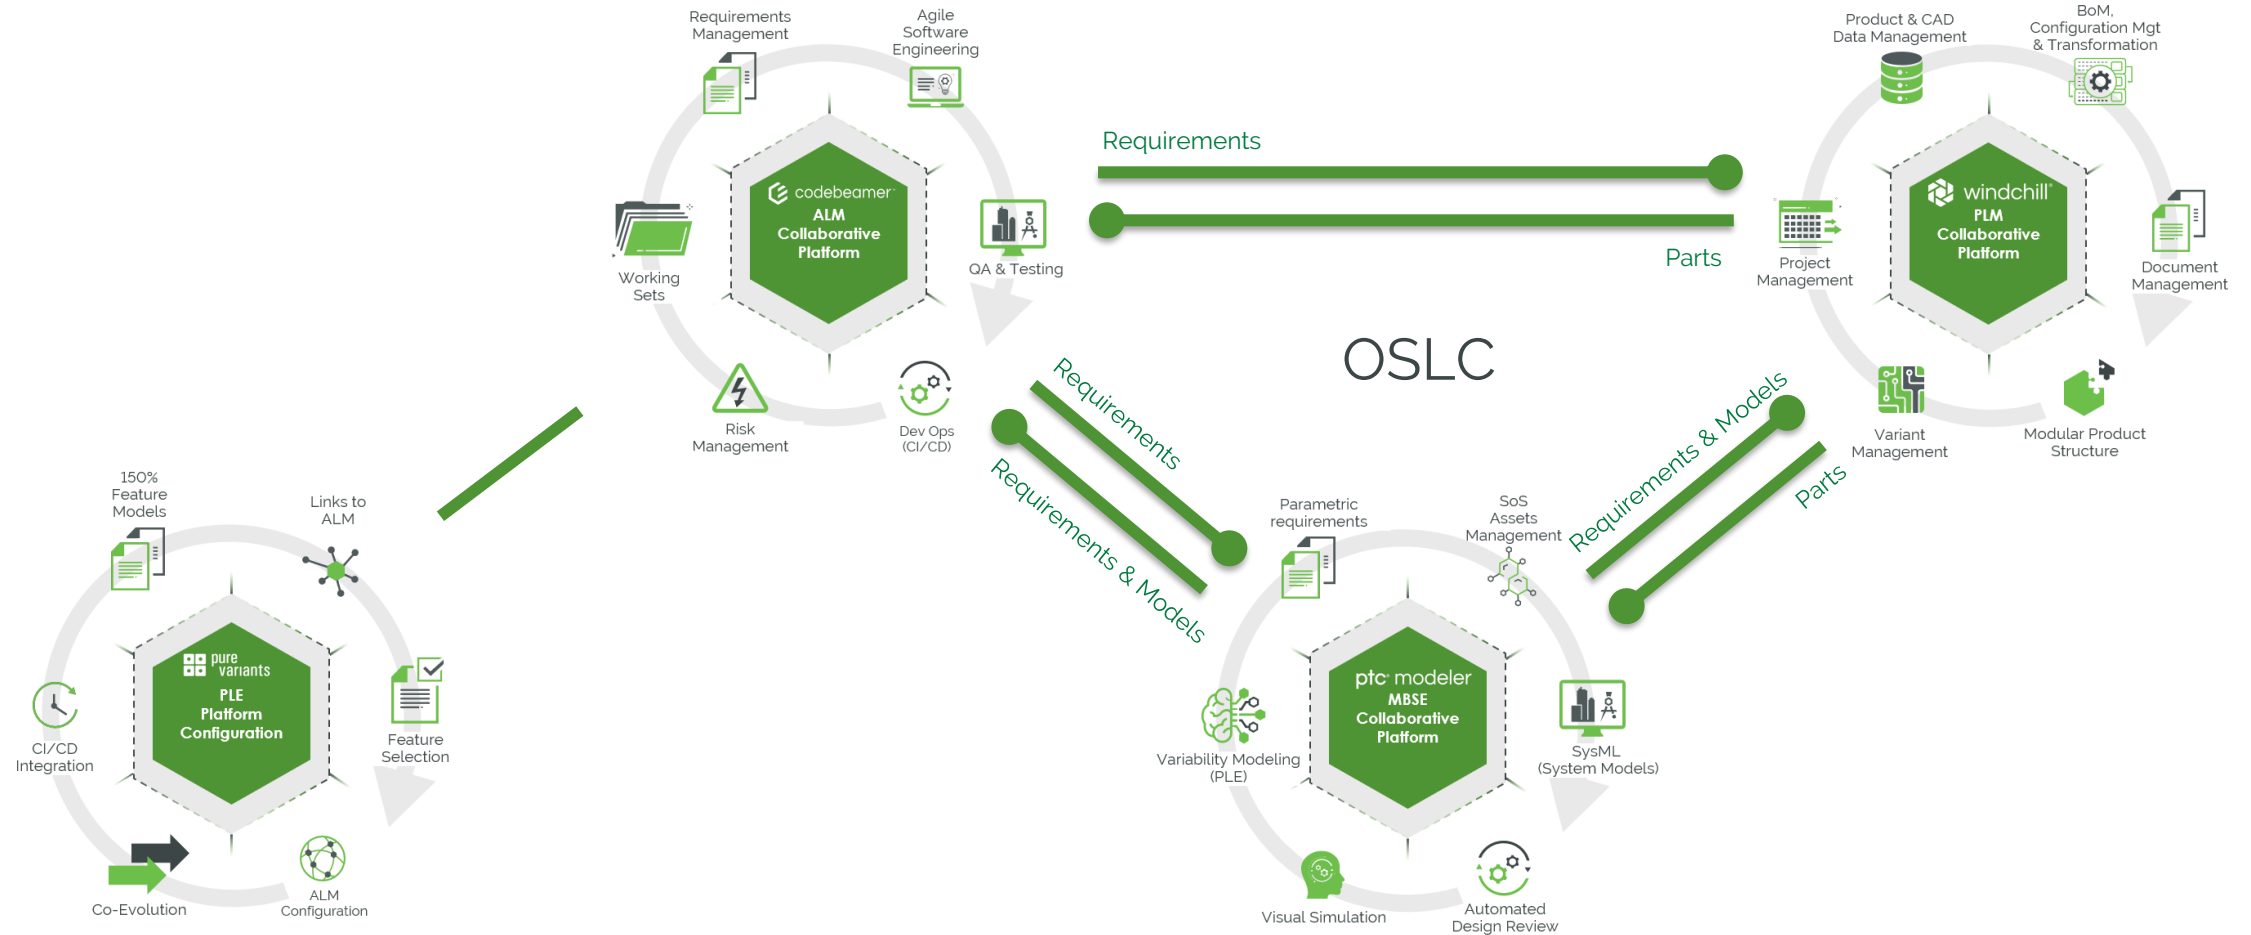 Requirements
Management
Agile
Software
Engineering
codebeamer
ALM
Collaborative
Platform
Working
Sets
QA & Testing
Risk
Management
Dev Ops
(CI/CD)
Requirements
Parts
OSLC
Product & CAD
Data Management
BoM,
Configuration Mgt
& Transformation
windchill®
PLM
Collaborative
Platform
Project
Management
Document
Management
Variant
Management
Modular Product
Structure
Requirements
Requirements & Models
Requirements & Models
Parts
150%
Feature
Models
Links to
ALM
pure
variants
PLE
Platform
Configuration
CI/CD
Integration
Feature
Selection
Co-Evolution
ALM
Configuration
Parametric
requirements
SoS
Assets
Management
ptc® modeler
MBSE
Collaborative
Platform
Variability Modeling
(PLE)
SysML
(System Models)
Visual Simulation
Automated
Design Review